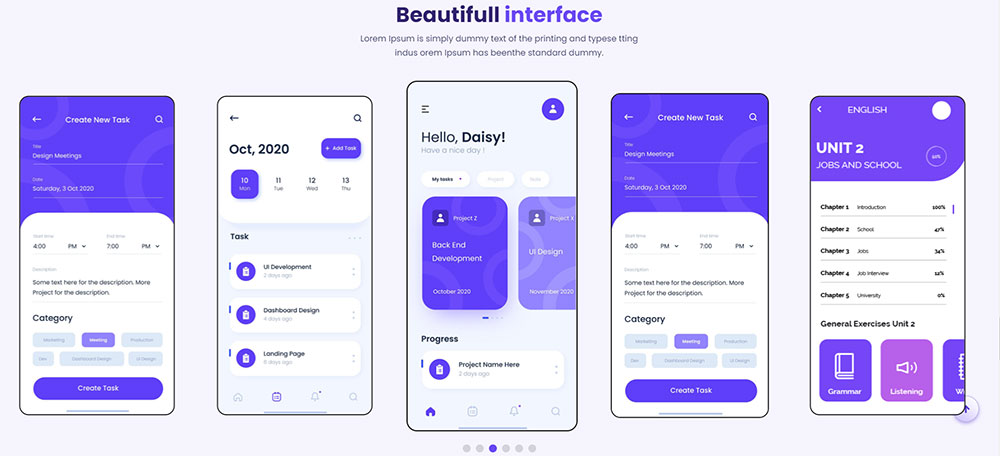 Beautifull interface
Lorem Ipsum is simply dummy text of the printing and typese tting
indus orem Ipsum has beenthe standard dummy.
Create New Task
Title
Design Meetings
Date
Saturday, 3 Oct 2020
Start time
End time
4:00 PM
7:00 PM
Description
Some text here for the description. More
Project for the description.
Category
Marketing
Meeting
Production
Dev
Dashboard Design
UI Design
Create Task
Oct, 2020
+ Add Task
10 11 12 13
Mon Tue Wed Thu
Task
UI Development
2 days ago
Dashboard Design
4 days ago
Landing Page
6 days ago
Hello, Daisy!
Have a nice day !
My tasks
Project
Project Z
Back End
Development
October 2020
Project X
UI Design
November 2020
Progress
Project Name Here
2 days ago
Create New Task
Title
Design Meetings
Date
Saturday, 3 Oct 2020
Start time
End time
4:00 PM
7:00 PM
Description
Some text here for the description. More
Project for the description.
Category
Marketing
Meeting
Production
Dev
Dashboard Design
UI Design
Create Task
ENGLISH
UNIT 2
JOBS AND SCHOOL
Chapter 1 Introduction 100%
Chapter 2 School 47%
Chapter 3 Jobs 34%
Chapter 4 Job Interview 12%
Chapter 5 University 0%
General Exercises Unit 2
Grammar
Listening